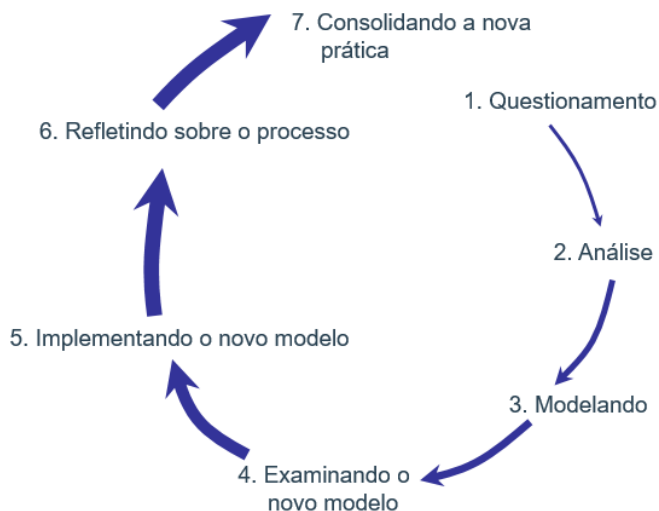 1. Questionamento
2. Análise
3. Modelando
4. Examinando o
novo modelo
5. Implementando o novo modelo
6. Refletindo sobre o processo
7. Consolidando a nova
prática